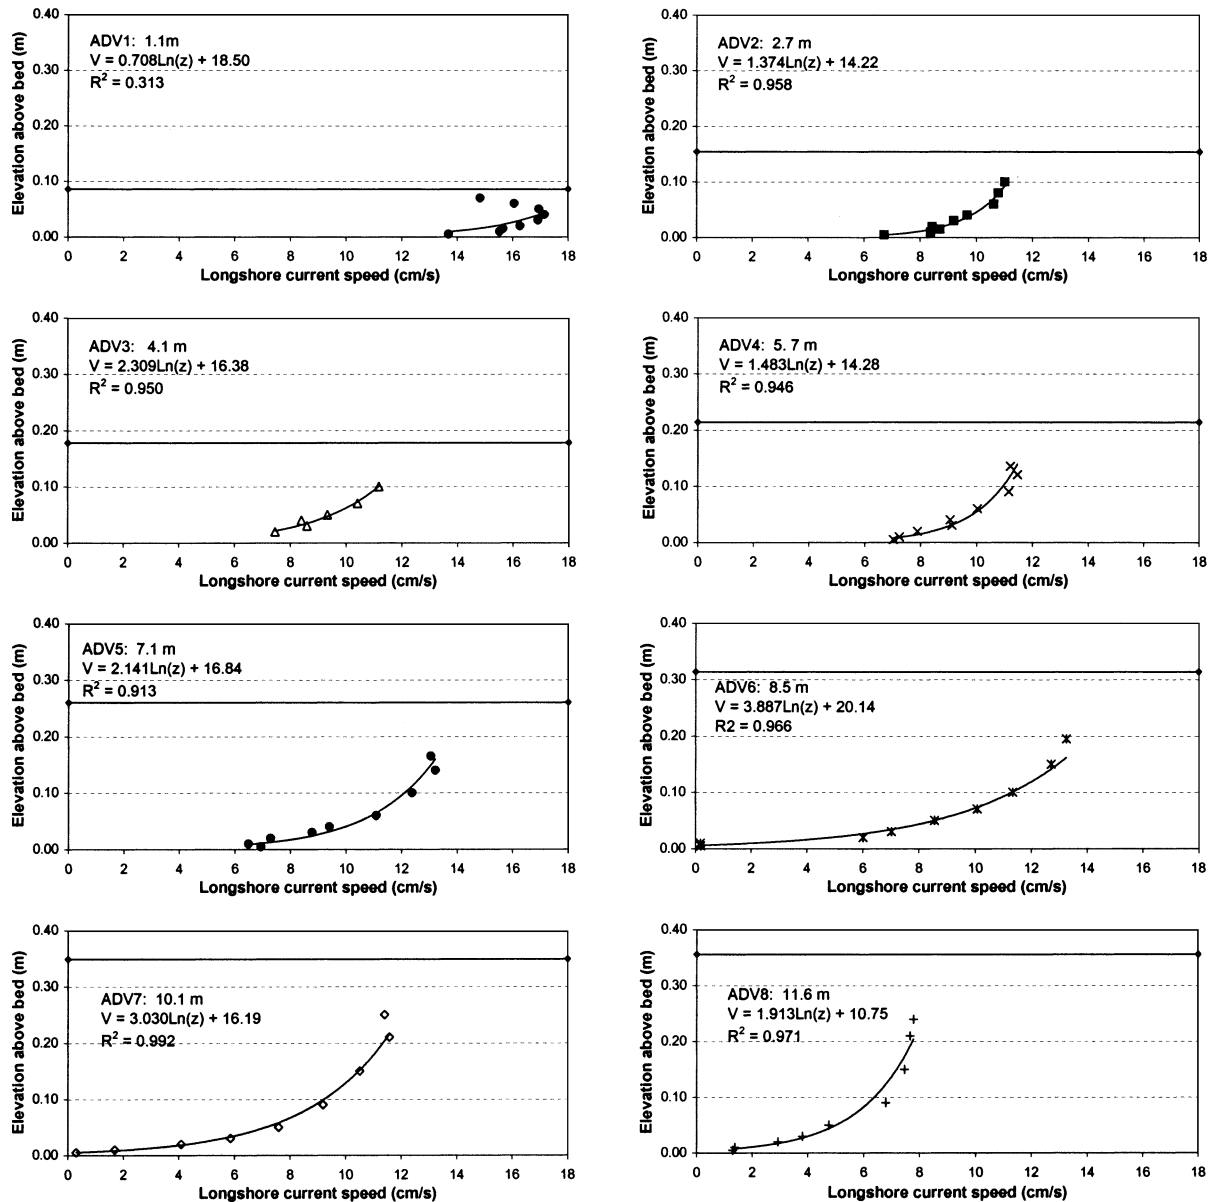 ADV1: 1.1m
V = 0.708Ln(z) + 18.50
R² = 0.313
Elevation above bed (m)
0.40
0.30
0.20
0.10
0.00
0 2 4 6 8 10 12 14 16 18
Longshore current speed (cm/s)
ADV2: 2.7 m
V = 1.374Ln(z) + 14.22
R² = 0.958
Elevation above bed (m)
0.40
0.30
0.20
0.10
0.00
0 2 4 6 8 10 12 14 16 18
Longshore current speed (cm/s)
ADV3: 4.1 m
V = 2.309Ln(z) + 16.38
R² = 0.950
Elevation above bed (m)
0.40
0.30
0.20
0.10
0.00
0 2 4 6 8 10 12 14 16 18
Longshore current speed (cm/s)
ADV4: 5. 7 m
V = 1.483Ln(z) + 14.28
R² = 0.946
Elevation above bed (m)
0.40
0.30
0.20
0.10
0.00
0 2 4 6 8 10 12 14 16 18
Longshore current speed (cm/s)
ADV5: 7.1 m
V = 2.141Ln(z) + 16.84
R² = 0.913
Elevation above bed (m)
0.40
0.30
0.20
0.10
0.00
0 2 4 6 8 10 12 14 16 18
Longshore current speed (cm/s)
ADV6: 8.5 m
V = 3.887Ln(z) + 20.14
R2 = 0.966
Elevation above bed (m)
0.40
0.30
0.20
0.10
0.00
0 2 4 6 8 10 12 14 16 18
Longshore current speed (cm/s)
ADV7: 10.1 m
V = 3.030Ln(z) + 16.19
R² = 0.992
Elevation above bed (m)
0.40
0.30
0.20
0.10
0.00
0 2 4 6 8 10 12 14 16 18
Longshore current speed (cm/s)
ADV8: 11.6 m
V = 1.913Ln(z) + 10.75
R² = 0.971
Elevation above bed (m)
0.40
0.30
0.20
0.10
0.00
0 2 4 6 8 10 12 14 16 18
Longshore current speed (cm/s)